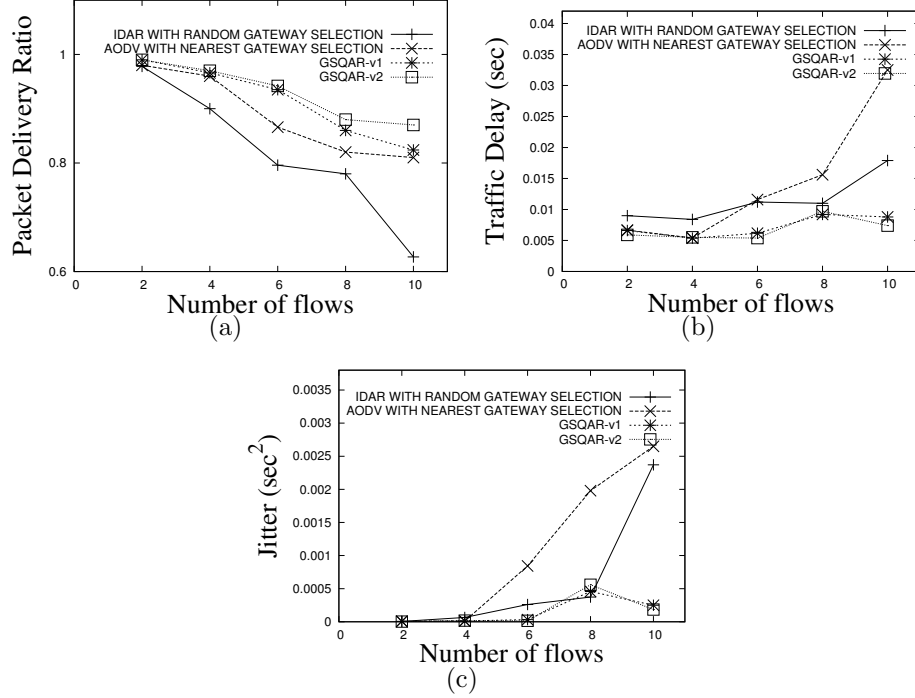 IDAR WITH RANDOM GATEWAY SELECTION
AODV WITH NEAREST GATEWAY SELECTION
GSQAR-v1
GSQAR-v2
Packet Delivery Ratio
1
0.8
0.6
0 2 4 6 8 10
Number of flows
(a)
IDAR WITH RANDOM GATEWAY SELECTION
AODV WITH NEAREST GATEWAY SELECTION
GSQAR-v1
GSQAR-v2
Traffic Delay (sec)
0.04
0.035
0.03
0.025
0.02
0.015
0.01
0.005
0
0 2 4 6 8 10
Number of flows
(b)
IDAR WITH RANDOM GATEWAY SELECTION
AODV WITH NEAREST GATEWAY SELECTION
GSQAR-v1
GSQAR-v2
Jitter (sec²)
0.0035
0.003
0.0025
0.002
0.0015
0.001
0.0005
0
0 2 4 6 8 10
Number of flows
(c)